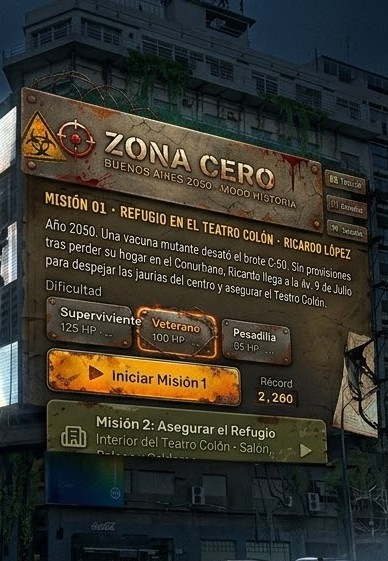 ZONA CERO
BUENOS AIRES 2050 - MODO HISTORIA
MISIÓN 01 · REFUGIO EN EL TEATRO COLÓN · RICARDO LÓPEZ
Año 2050. Una vacuna mutante desató el brote C-50. Sin provisiones
tras perder su hogar en el Conurbano, Ricardo llega a la Av. 9 de Julio
para despejar las jaurias del centro y asegurar el Teatro Colón.
Dificultad
Superviviente
125 HP · --
Veterano
100 HP · --
Pesadilla
Iniciar Misión 1
Récord
2,260
Misión 2: Asegurar el Refugio
Interior del Teatro Colón - Salón,
Coca-Cola